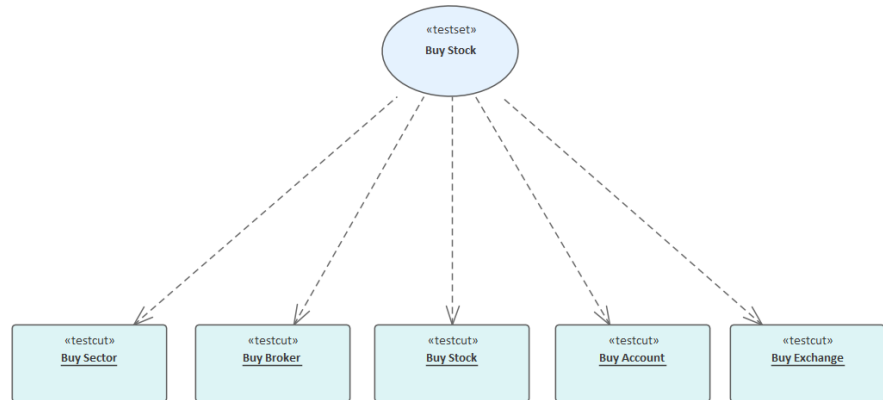 «testset»
Buy Stock
«testcut»
Buy Sector
«testcut»
Buy Broker
«testcut»
Buy Stock
«testcut»
Buy Account
«testcut»
Buy Exchange